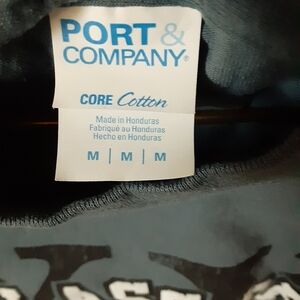 PORT &
COMPANY®
CORE Cotton
Made in Honduras
Fabriqué au Honduras
Hecho en Honduras
M | M | M